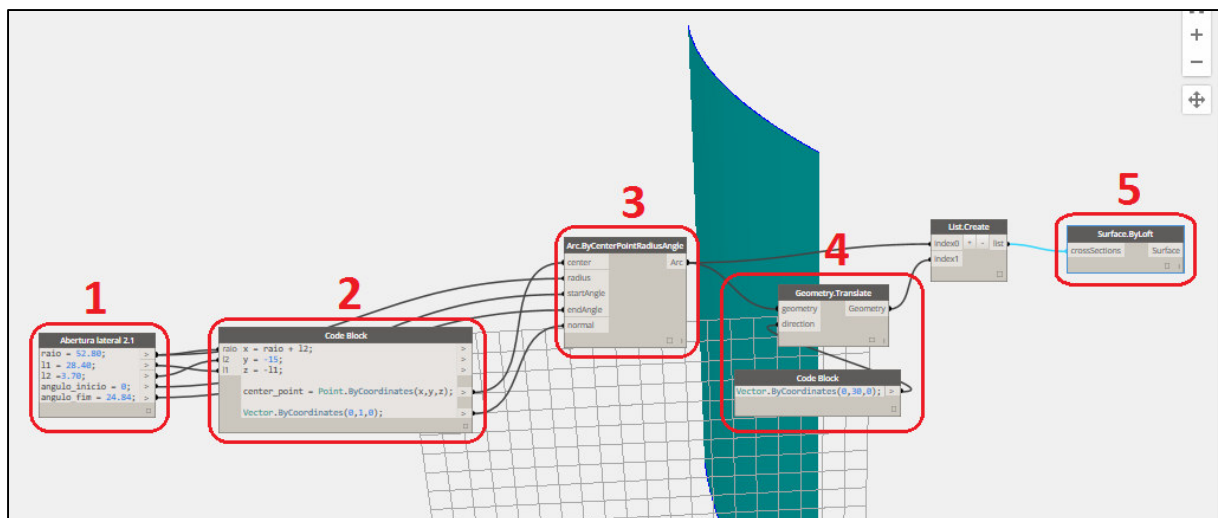 1
Abertura lateral 2.1
raio = 52.80; >
l1 = 28.40; >
l2 =3.70; >
angulo_inicio = 0; >
angulo_fim = 24.84; >
2
Code Block
raio x = raio + l2; >
l2 y = -15; >
l1 z = -l1; >
center_point = Point.ByCoordinates(x,y,z); >
Vector.ByCoordinates(0,1,0); >
3
Arc.ByCenterPointRadiusAngle
center Arc
radius
startAngle
endAngle
normal
4
Geometry.Translate
geometry Geometry
direction
Code Block
Vector.ByCoordinates(0,30,0); >
List.Create
index0 + - list
index1
5
Surface.ByLoft
crossSections Surface